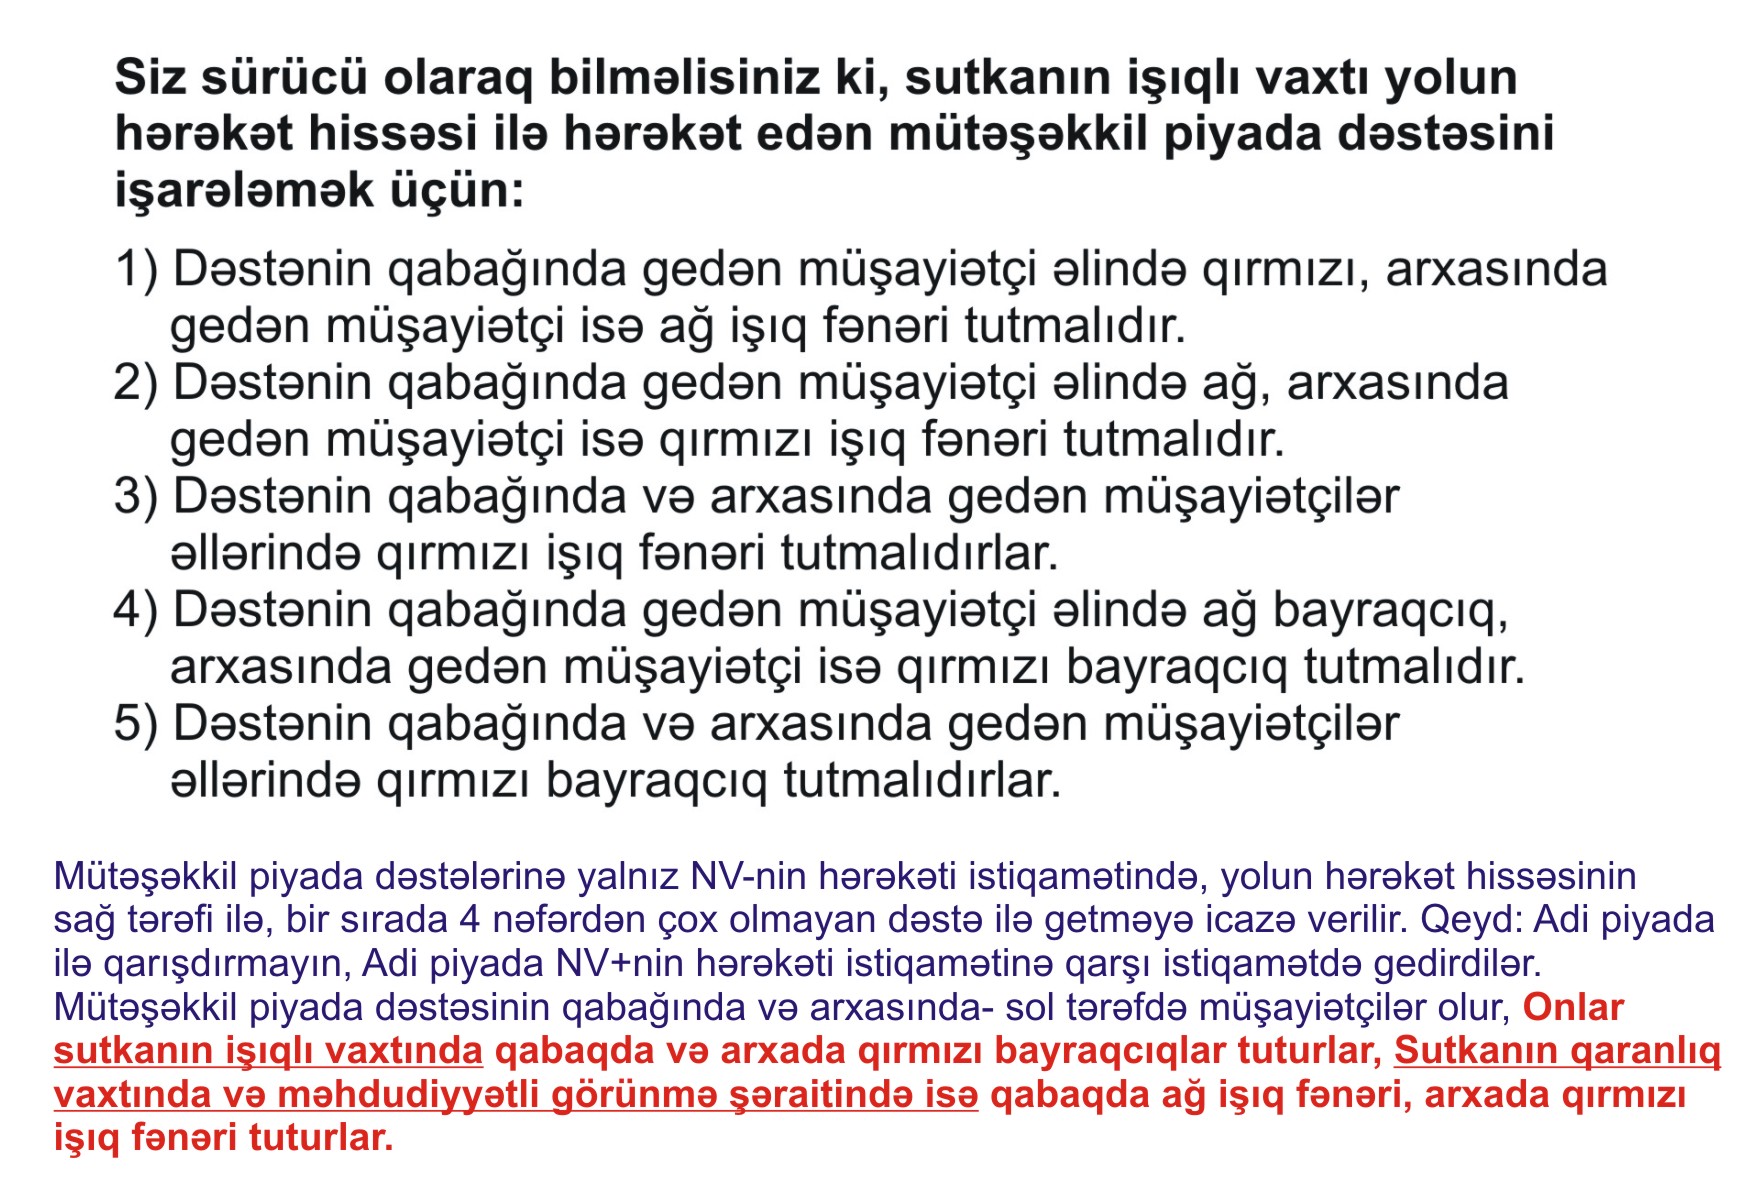 Siz sürücü olaraq bilməlisiniz ki, sutkanın işıqlı vaxtı yolun
hərəkət hissəsi ilə hərəkət edən mütəşəkkil piyada dəstəsini
işarələmək üçün:
1) Dəstənin qabağında gedən müşayiətçi əlində qırmızı, arxasında
gedən müşayiətçi isə ağ işıq fənəri tutmalıdır.
2) Dəstənin qabağında gedən müşayiətçi əlində ağ, arxasında
gedən müşayiətçi isə qırmızı işıq fənəri tutmalıdır.
3) Dəstənin qabağında və arxasında gedən müşayiətçilər
əllərində qırmızı işıq fənəri tutmalıdırlar.
4) Dəstənin qabağında gedən müşayiətçi əlində ağ bayraqcıq,
arxasında gedən müşayiətçi isə qırmızı bayraqcıq tutmalıdır.
5) Dəstənin qabağında və arxasında gedən müşayiətçilər
əllərində qırmızı bayraqcıq tutmalıdırlar.
Mütəşəkkil piyada dəstələrinə yalnız NV-nin hərəkəti istiqamətində, yolun hərəkət hissəsinin
sağ tərəfi ilə, bir sırada 4 nəfərdən çox olmayan dəstə ilə getməyə icazə verilir. Qeyd: Adi piyada
ilə qarışdırmayın, Adi piyada NV+nin hərəkəti istiqamətinə qarşı istiqamətdə gedirdilər.
Mütəşəkkil piyada dəstəsinin qabağında və arxasında- sol tərəfdə müşayiətçilər olur, Onlar
sutkanın işıqlı vaxtında qabaqda və arxada qırmızı bayraqcıqlar tuturlar, Sutkanın qaranlıq
vaxtında və məhdudiyyətli görünmə şəraitində isə qabaqda ağ işıq fənəri, arxada qırmızı
işıq fənəri tuturlar.